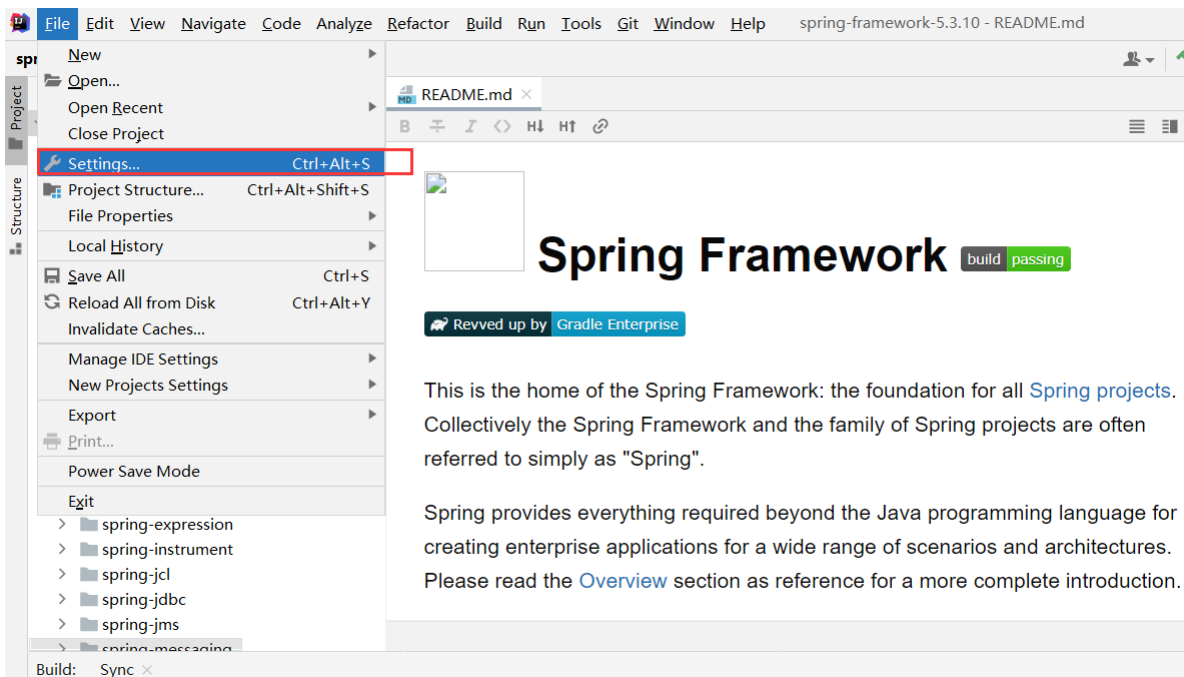 File Edit View Navigate Code Analyze Refactor Build Run Tools Git Window Help spring-framework-5.3.10 - README.md
spr
New
Open...
Open Recent
Close Project
Settings... Ctrl+Alt+S
Project Structure... Ctrl+Alt+Shift+S
File Properties
Local History
Save All Ctrl+S
Reload All from Disk Ctrl+Alt+Y
Invalidate Caches...
Manage IDE Settings
New Projects Settings
Export
Print...
Power Save Mode
Exit
Project
Structure
spring-expression
spring-instrument
spring-jcl
spring-jdbc
spring-jms
spring-messaging
MD README.md
B I H↓ H↑
Spring Framework build passing
Revved up by Gradle Enterprise
This is the home of the Spring Framework: the foundation for all Spring projects.
Collectively the Spring Framework and the family of Spring projects are often
referred to simply as "Spring".
Spring provides everything required beyond the Java programming language for
creating enterprise applications for a wide range of scenarios and architectures.
Please read the Overview section as reference for a more complete introduction.
Build: Sync